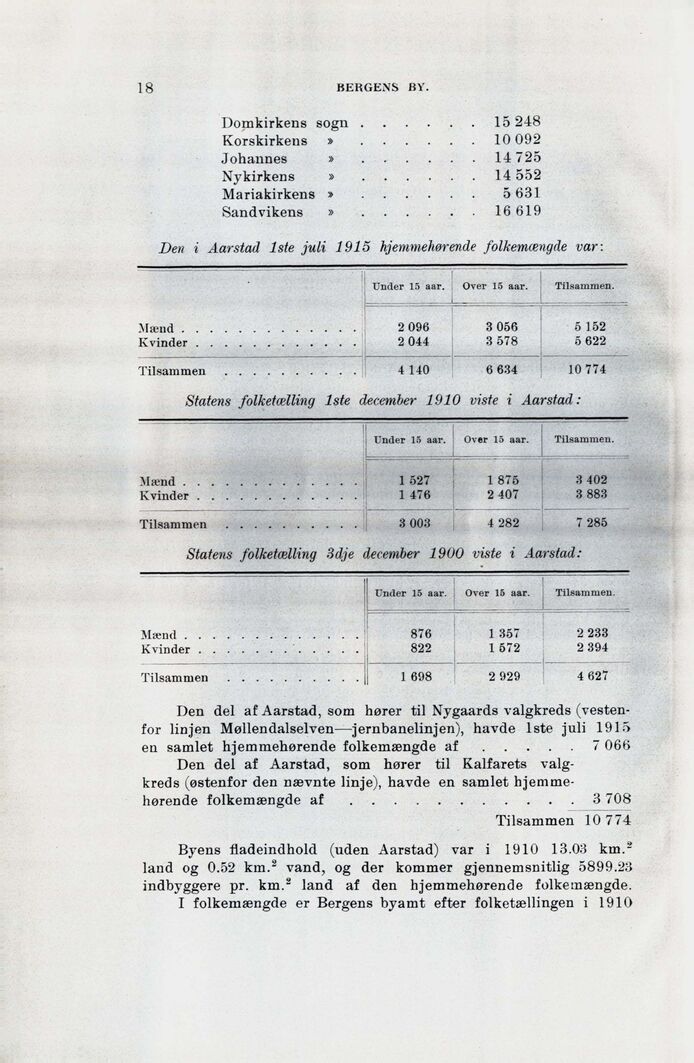 18 BERGENS BY.
Domkirkens sogn . . . . . . 15 248
Korskirkens » . . . . . . 10 092
Johannes » . . . . . . 14 725
Nykirkens » . . . . . . 14 552
Mariakirkens » . . . . . . 5 631
Sandvikens » . . . . . . 16 619
Den i Aarstad 1ste juli 1915 hjemmehørende folkemængde var:
Under 15 aar. Over 15 aar. Tilsammen.
Mænd . . . . . . . . . . . . . 2 096 3 056 5 152
Kvinder . . . . . . . . . . . . 2 044 3 578 5 622
Tilsammen . . . . . . . . . . 4 140 6 634 10 774
Statens folketælling 1ste december 1910 viste i Aarstad:
Under 15 aar. Over 15 aar. Tilsammen.
Mænd . . . . . . . . . . . . . 1 527 1 875 3 402
Kvinder . . . . . . . . . . . . 1 476 2 407 3 883
Tilsammen . . . . . . . . . . 3 003 4 282 7 285
Statens folketælling 3dje december 1900 viste i Aarstad:
Under 15 aar. Over 15 aar. Tilsammen.
Mænd . . . . . . . . . . . . . 876 1 357 2 233
Kvinder . . . . . . . . . . . . 822 1 572 2 394
Tilsammen . . . . . . . . . . 1 698 2 929 4 627
Den del af Aarstad, som hører til Nygaards valgkreds (vesten-
for linjen Møllendalselven—jernbanelinjen), havde 1ste juli 1915
en samlet hjemmehørende folkemængde af . . . . . 7 066
Den del af Aarstad, som hører til Kalfarets valg-
kreds (østenfor den nævnte linje), havde en samlet hjemme-
hørende folkemængde af . . . . . . . . . . . 3 708
Tilsammen 10 774
Byens fladeindhold (uden Aarstad) var i 1910 13.03 km.²
land og 0.52 km.² vand, og der kommer gjennemsnitlig 5899.23
indbyggere pr. km.² land af den hjemmehørende folkemængde.
I folkemængde er Bergens byamt efter folketællingen i 1910